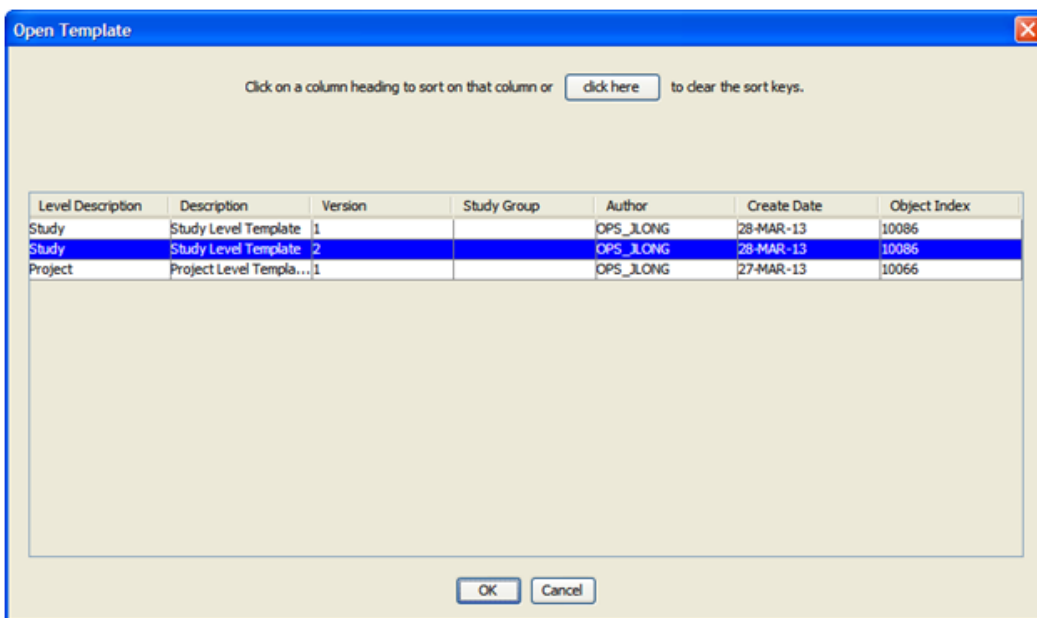 Open Template
Click on a column heading to sort on that column or click here to clear the sort keys.
Level Description Description Version Study Group Author Create Date Object Index
Study Study Level Template 1 OPS_JLONG 28-MAR-13 10086
Study Study Level Template 2 OPS_JLONG 28-MAR-13 10086
Project Project Level Templa... 1 OPS_JLONG 27-MAR-13 10066
OK Cancel